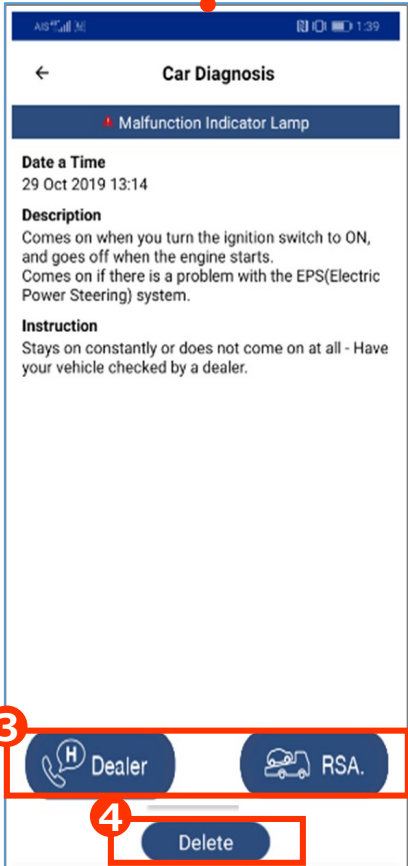 AIS 1:39
Car Diagnosis
Malfunction Indicator Lamp
Date a Time
29 Oct 2019 13:14
Description
Comes on when you turn the ignition switch to ON,
and goes off when the engine starts.
Comes on if there is a problem with the EPS(Electric
Power Steering) system.
Instruction
Stays on constantly or does not come on at all - Have
your vehicle checked by a dealer.
3
H Dealer RSA.
4
Delete